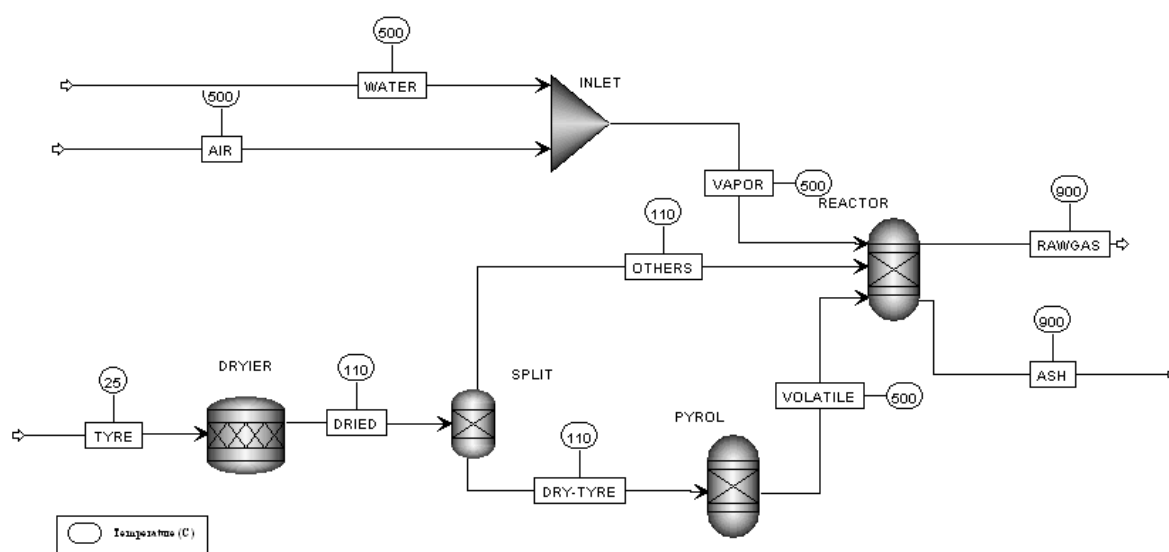 500
WATER
INLET
500
AIR
VAPOR
500
REACTOR
900
RAWGAS
110
OTHERS
900
ASH
DRYIER
SPLIT
25
TYRE
110
DRIED
VOLATILE
500
PYROL
110
DRY-TYRE
Temperature (C)